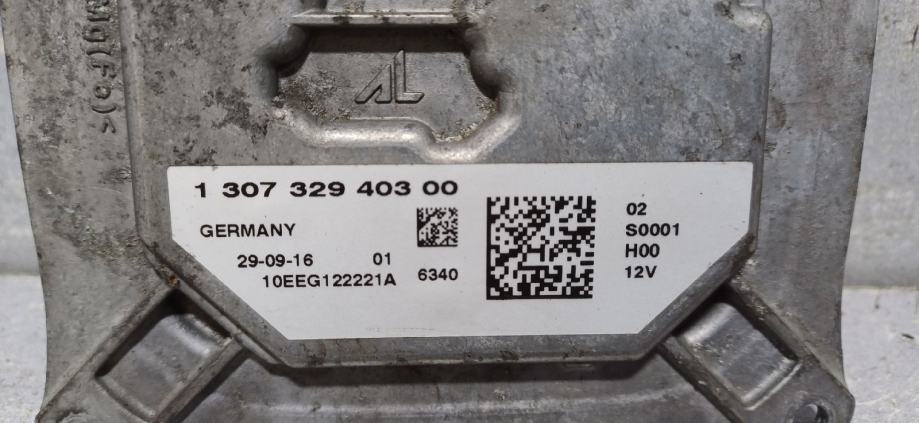 AL
1 307 329 403 00
GERMANY
29-09-16 01
10EEG122221A 6340
02
S0001
H00
12V